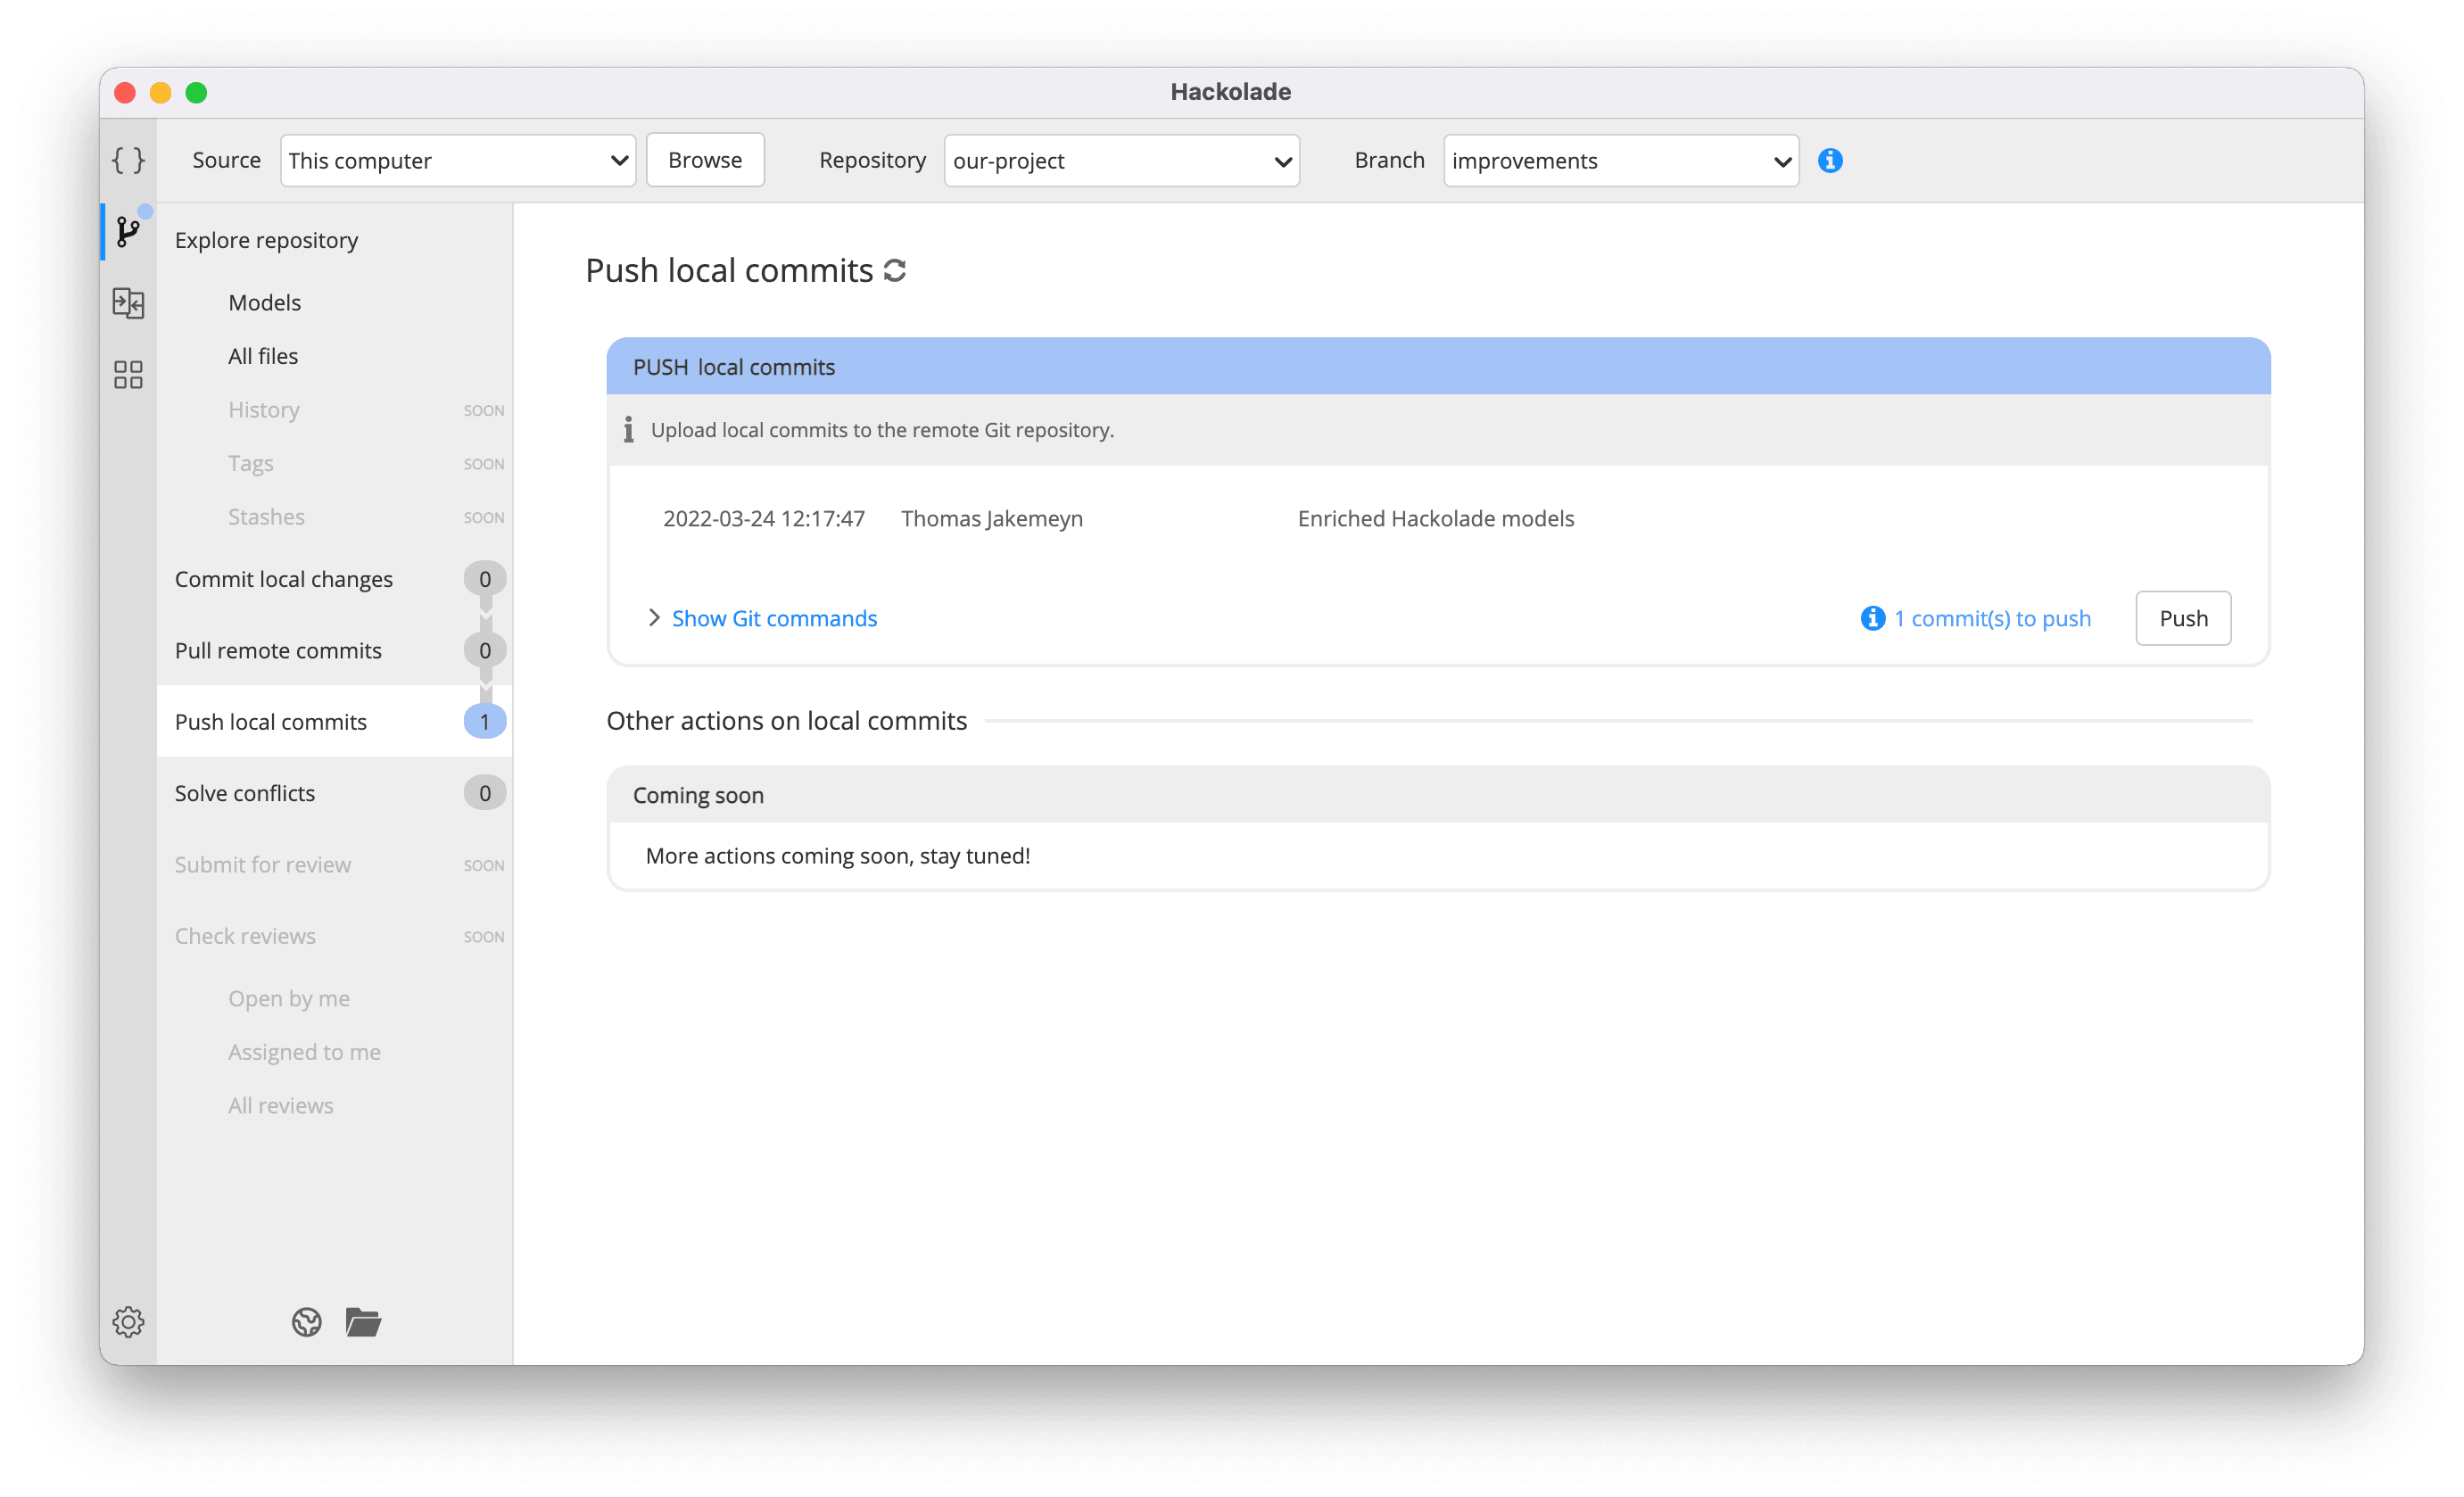 Hackolade
Source This computer Browse Repository our-project Branch improvements
Explore repository
Models
All files
History SOON
Tags SOON
Stashes SOON
Commit local changes 0
Pull remote commits 0
Push local commits 1
Solve conflicts 0
Submit for review SOON
Check reviews SOON
Open by me
Assigned to me
All reviews
Push local commits
PUSH local commits
Upload local commits to the remote Git repository.
2022-03-24 12:17:47 Thomas Jakemeyn Enriched Hackolade models
Show Git commands 1 commit(s) to push Push
Other actions on local commits
Coming soon
More actions coming soon, stay tuned!